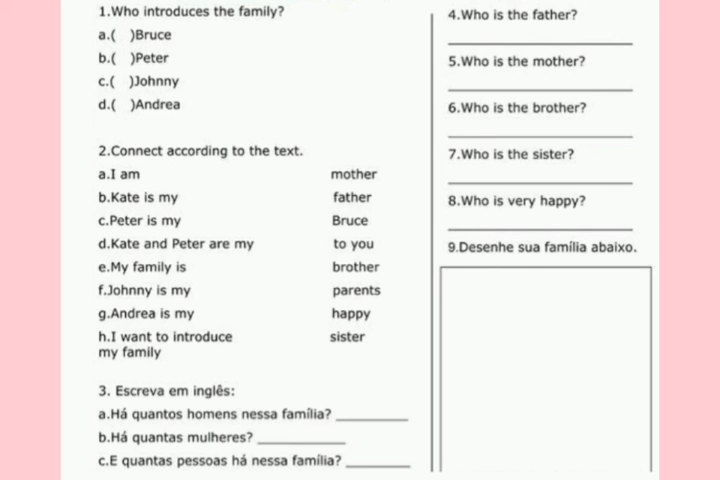 1.Who introduces the family?
a.( )Bruce
b.( )Peter
c.( )Johnny
d.( )Andrea
2.Connect according to the text.
a.I am mother
b.Kate is my father
c.Peter is my Bruce
d.Kate and Peter are my to you
e.My family is brother
f.Johnny is my parents
g.Andrea is my happy
h.I want to introduce sister
my family
3. Escreva em inglês:
a.Há quantos homens nessa família? ________
b.Há quantas mulheres? ________
c.E quantas pessoas há nessa família? ________
4.Who is the father?
5.Who is the mother?
6.Who is the brother?
7.Who is the sister?
8.Who is very happy?
9.Desenhe sua família abaixo.